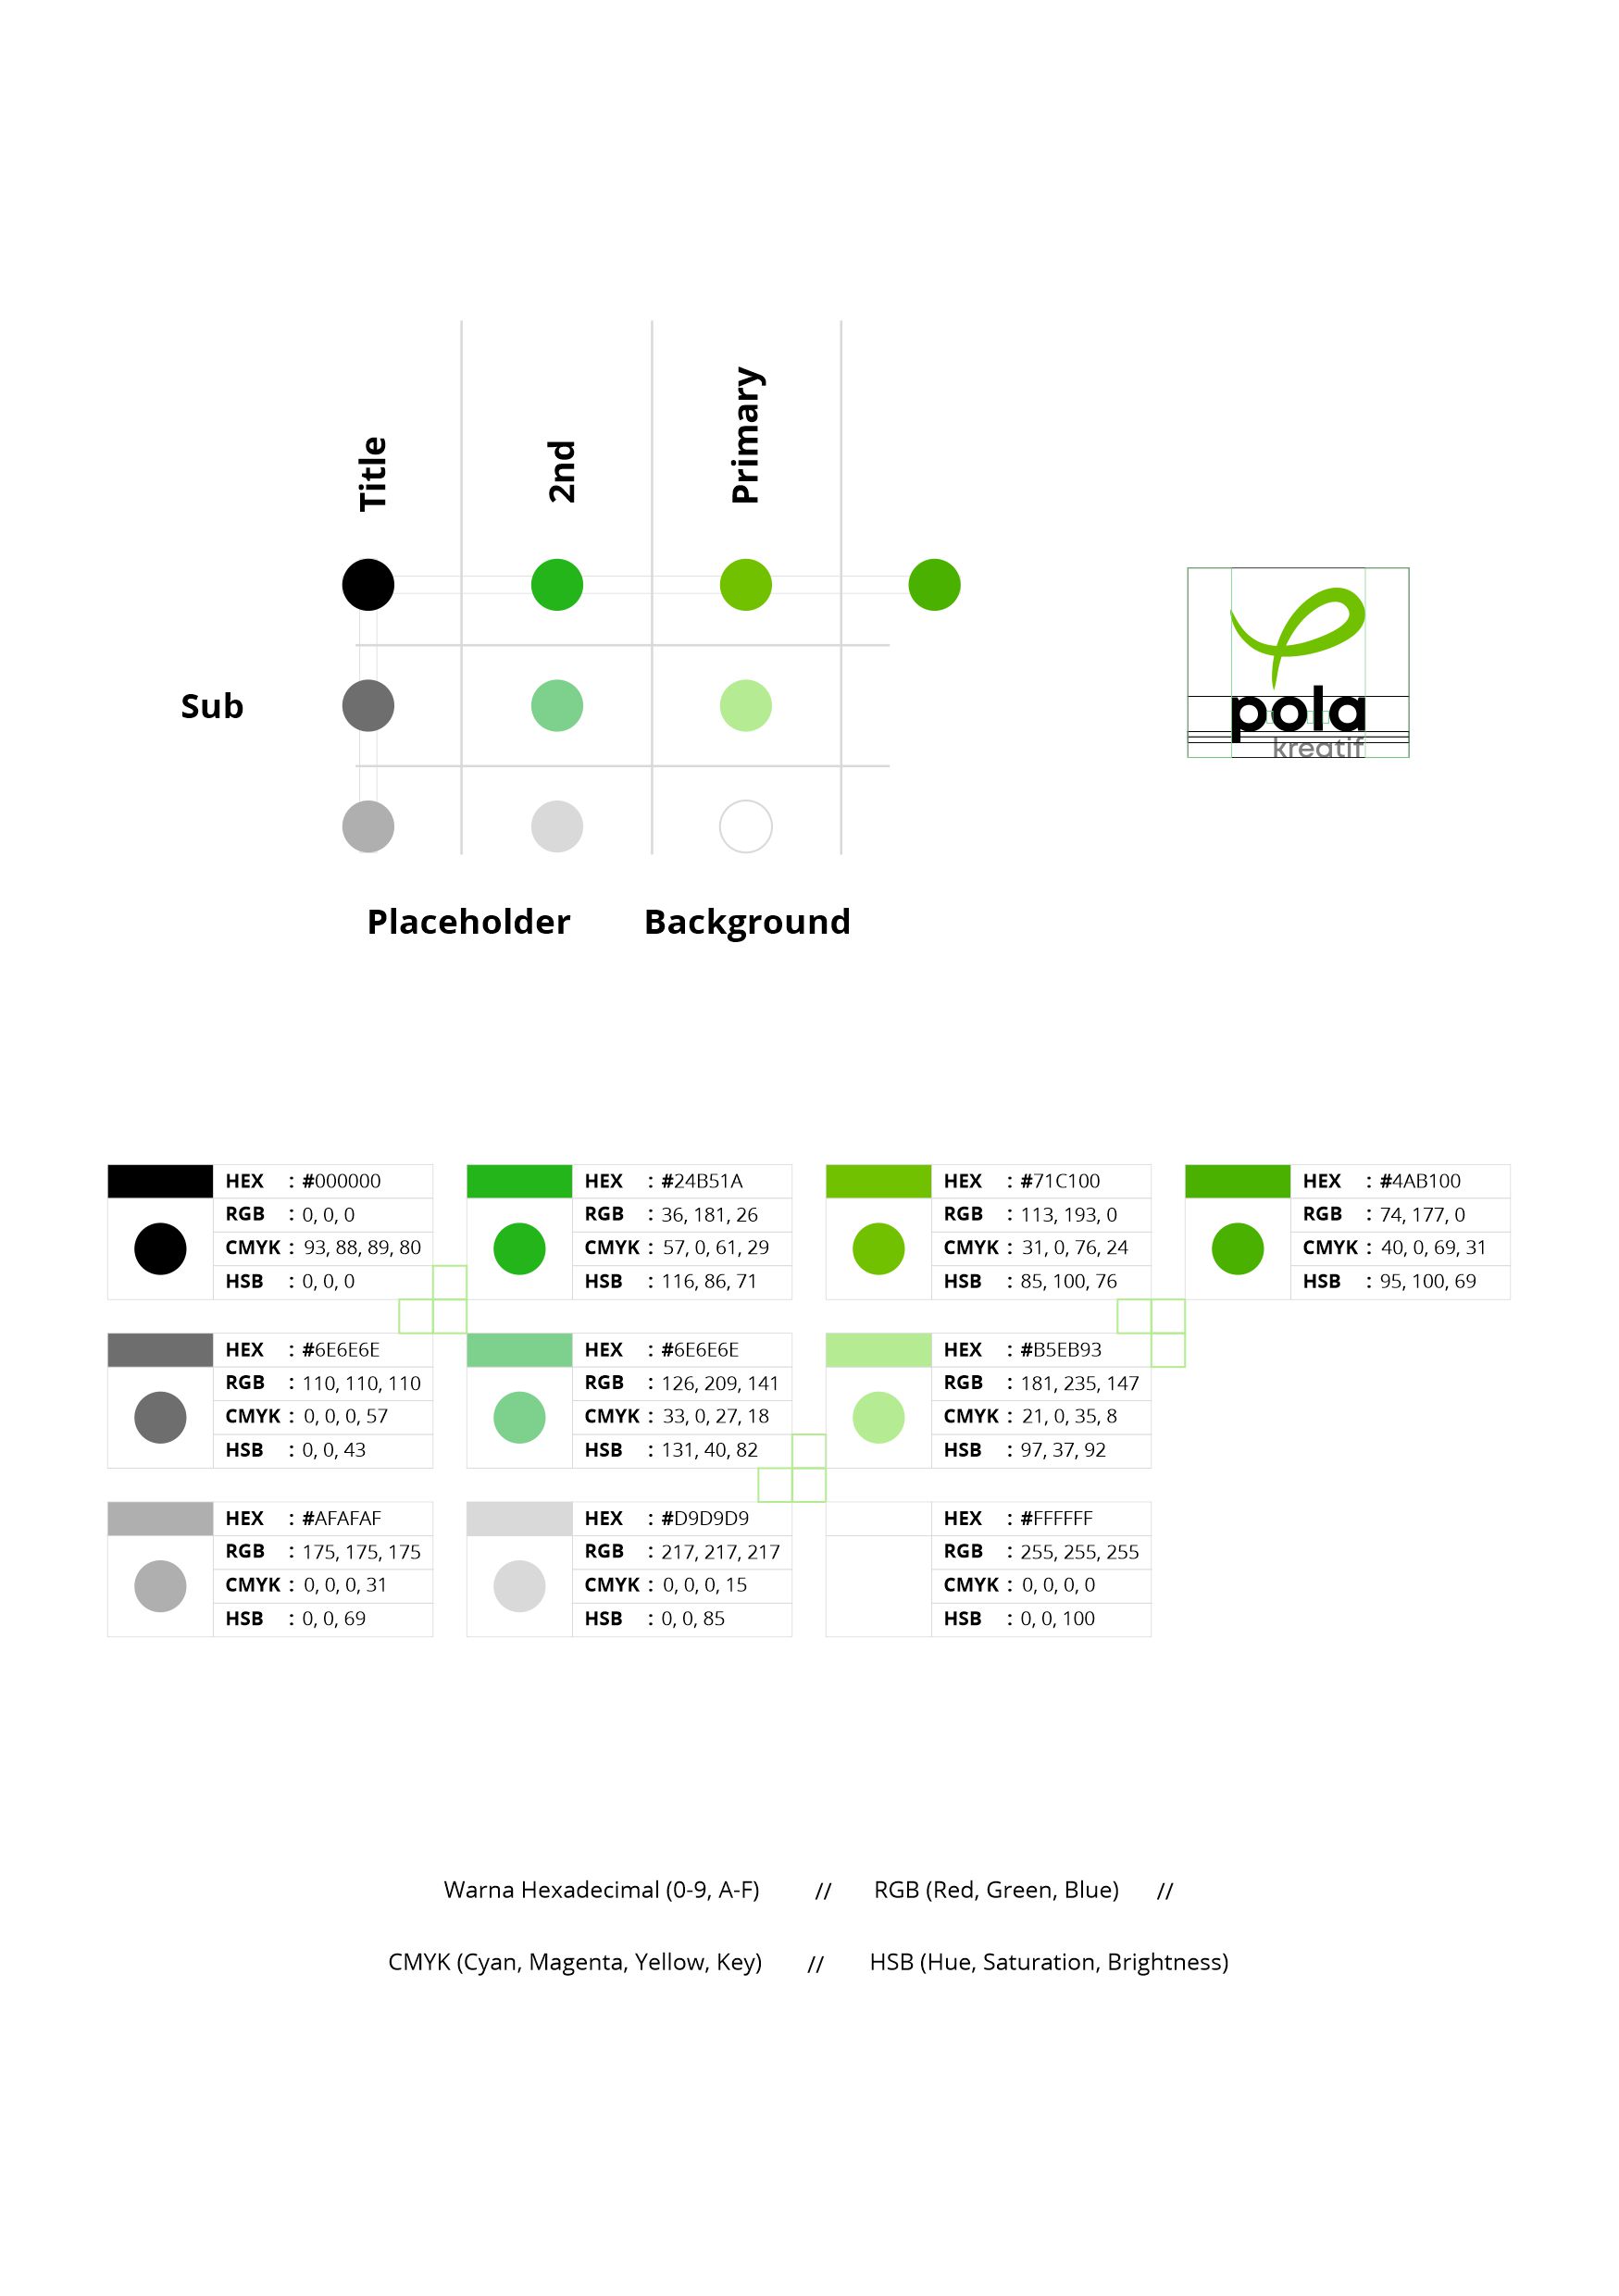 Title
2nd
Primary
Sub
pola
kreatif
Placeholder
Background
HEX : #000000
RGB : 0, 0, 0
CMYK : 93, 88, 89, 80
HSB : 0, 0, 0
HEX : #24B51A
RGB : 36, 181, 26
CMYK : 57, 0, 61, 29
HSB : 116, 86, 71
HEX : #71C100
RGB : 113, 193, 0
CMYK : 31, 0, 76, 24
HSB : 85, 100, 76
HEX : #4AB100
RGB : 74, 177, 0
CMYK : 40, 0, 69, 31
HSB : 95, 100, 69
HEX : #6E6E6E
RGB : 110, 110, 110
CMYK : 0, 0, 0, 57
HSB : 0, 0, 43
HEX : #6E6E6E
RGB : 126, 209, 141
CMYK : 33, 0, 27, 18
HSB : 131, 40, 82
HEX : #B5EB93
RGB : 181, 235, 147
CMYK : 21, 0, 35, 8
HSB : 97, 37, 92
HEX : #AFAFAF
RGB : 175, 175, 175
CMYK : 0, 0, 0, 31
HSB : 0, 0, 69
HEX : #D9D9D9
RGB : 217, 217, 217
CMYK : 0, 0, 0, 15
HSB : 0, 0, 85
HEX : #FFFFFF
RGB : 255, 255, 255
CMYK : 0, 0, 0, 0
HSB : 0, 0, 100
Warna Hexadecimal (0-9, A-F) // RGB (Red, Green, Blue) //
CMYK (Cyan, Magenta, Yellow, Key) // HSB (Hue, Saturation, Brightness)